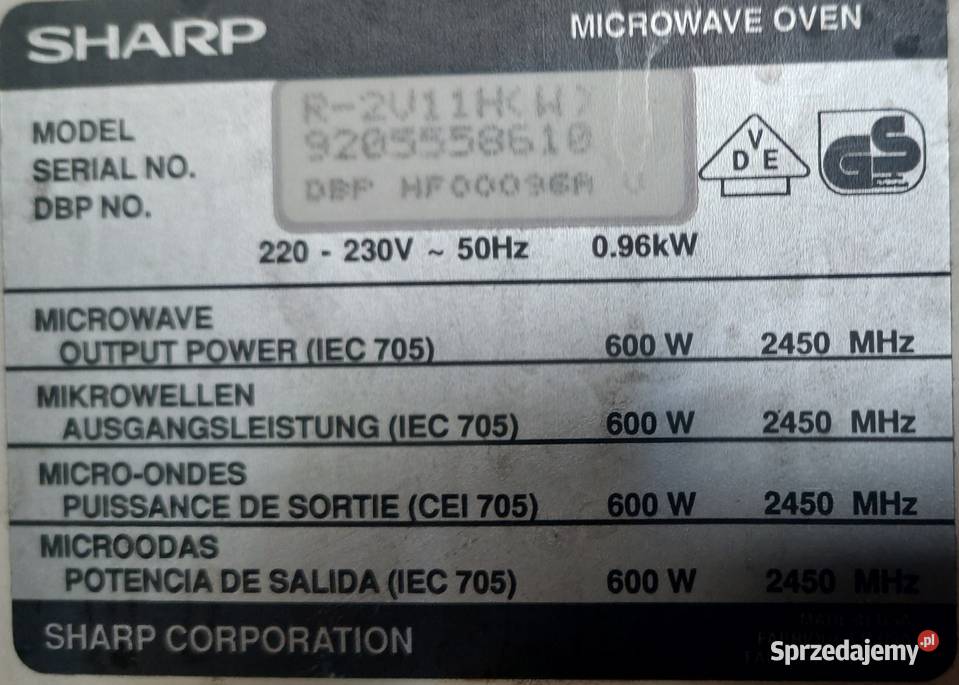 SHARP
MICROWAVE OVEN
MODEL R-2V11H(W)
SERIAL NO. 9205558610
DBP NO. DBP
220 - 230V ~ 50Hz 0.96kW
VDE
GS
MICROWAVE
OUTPUT POWER (IEC 705) 600 W 2450 MHz
MIKROWELLEN
AUSGANGSLEISTUNG (IEC 705) 600 W 2450 MHz
MICRO-ONDES
PUISSANCE DE SORTIE (CEI 705) 600 W 2450 MHz
MICROODAS
POTENCIA DE SALIDA (IEC 705) 600 W 2450 MHz
SHARP CORPORATION
Sprzedajemy.pl